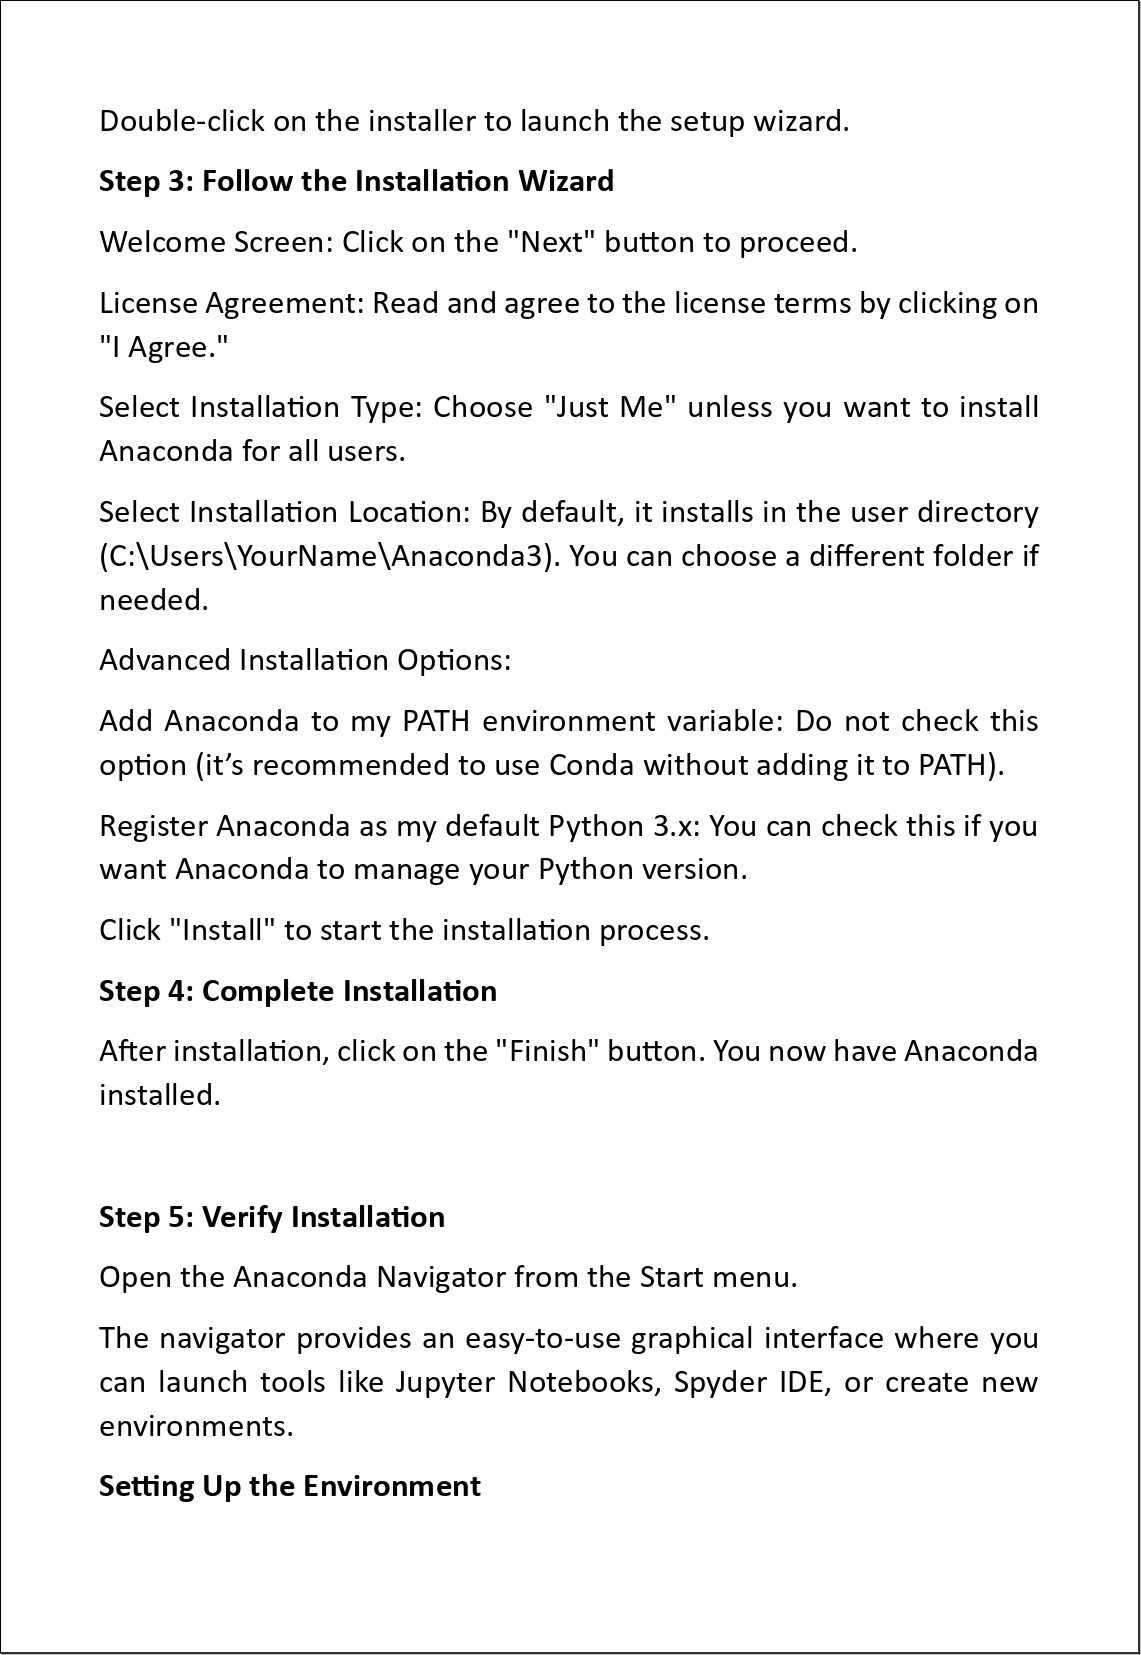 Double-click on the installer to launch the setup wizard.
Step 3: Follow the Installation Wizard
Welcome Screen: Click on the "Next" button to proceed.
License Agreement: Read and agree to the license terms by clicking on
"I Agree."
Select Installation Type: Choose "Just Me" unless you want to install
Anaconda for all users.
Select Installation Location: By default, it installs in the user directory
(C:\Users\YourName\Anaconda3). You can choose a different folder if
needed.
Advanced Installation Options:
Add Anaconda to my PATH environment variable: Do not check this
option (it’s recommended to use Conda without adding it to PATH).
Register Anaconda as my default Python 3.x: You can check this if you
want Anaconda to manage your Python version.
Click "Install" to start the installation process.
Step 4: Complete Installation
After installation, click on the "Finish" button. You now have Anaconda
installed.
Step 5: Verify Installation
Open the Anaconda Navigator from the Start menu.
The navigator provides an easy-to-use graphical interface where you
can launch tools like Jupyter Notebooks, Spyder IDE, or create new
environments.
Setting Up the Environment